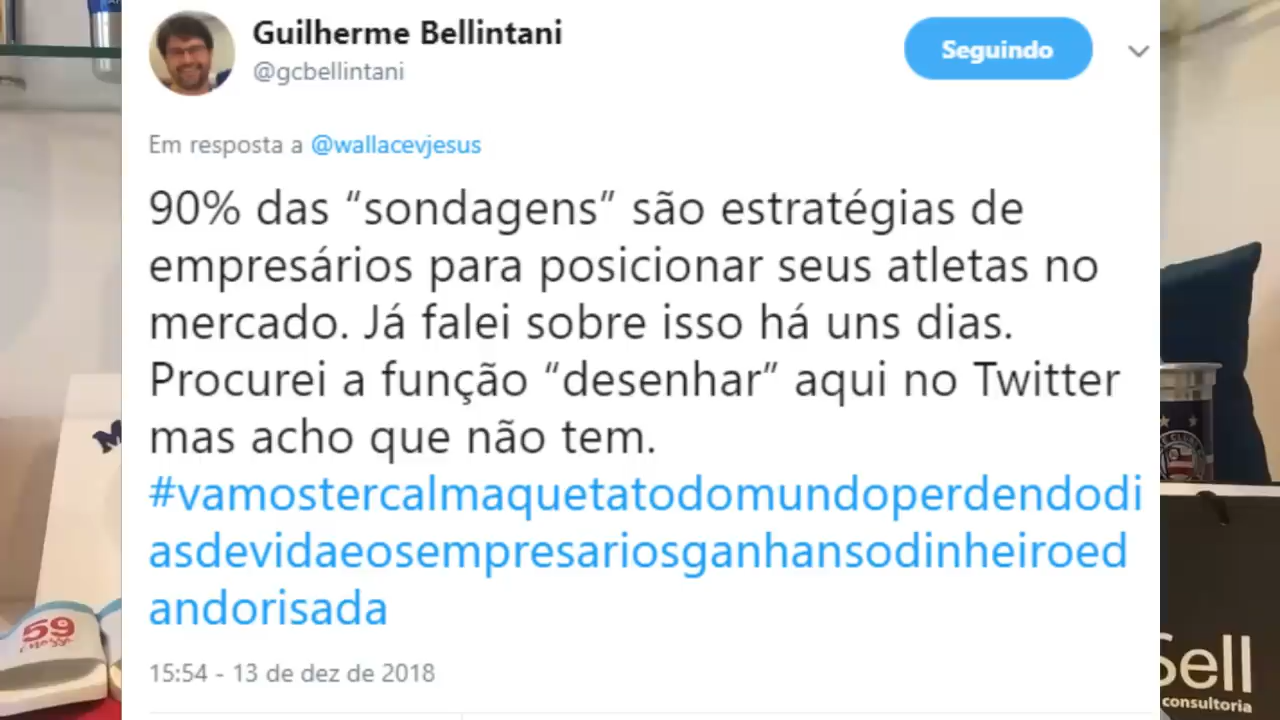 Guilherme Bellintani
@gcbellintani
Seguindo
Em resposta a @wallacevjesus
90% das “sondagens” são estratégias de
empresários para posicionar seus atletas no
mercado. Já falei sobre isso há uns dias.
Procurei a função “desenhar” aqui no Twitter
mas acho que não tem.
#vamostercalmaquetatodomundoperdendodi
asdevidaeosempresariosganhansodinheiroed
andorisada
15:54 - 13 de dez de 2018
59
Sell
consultoria